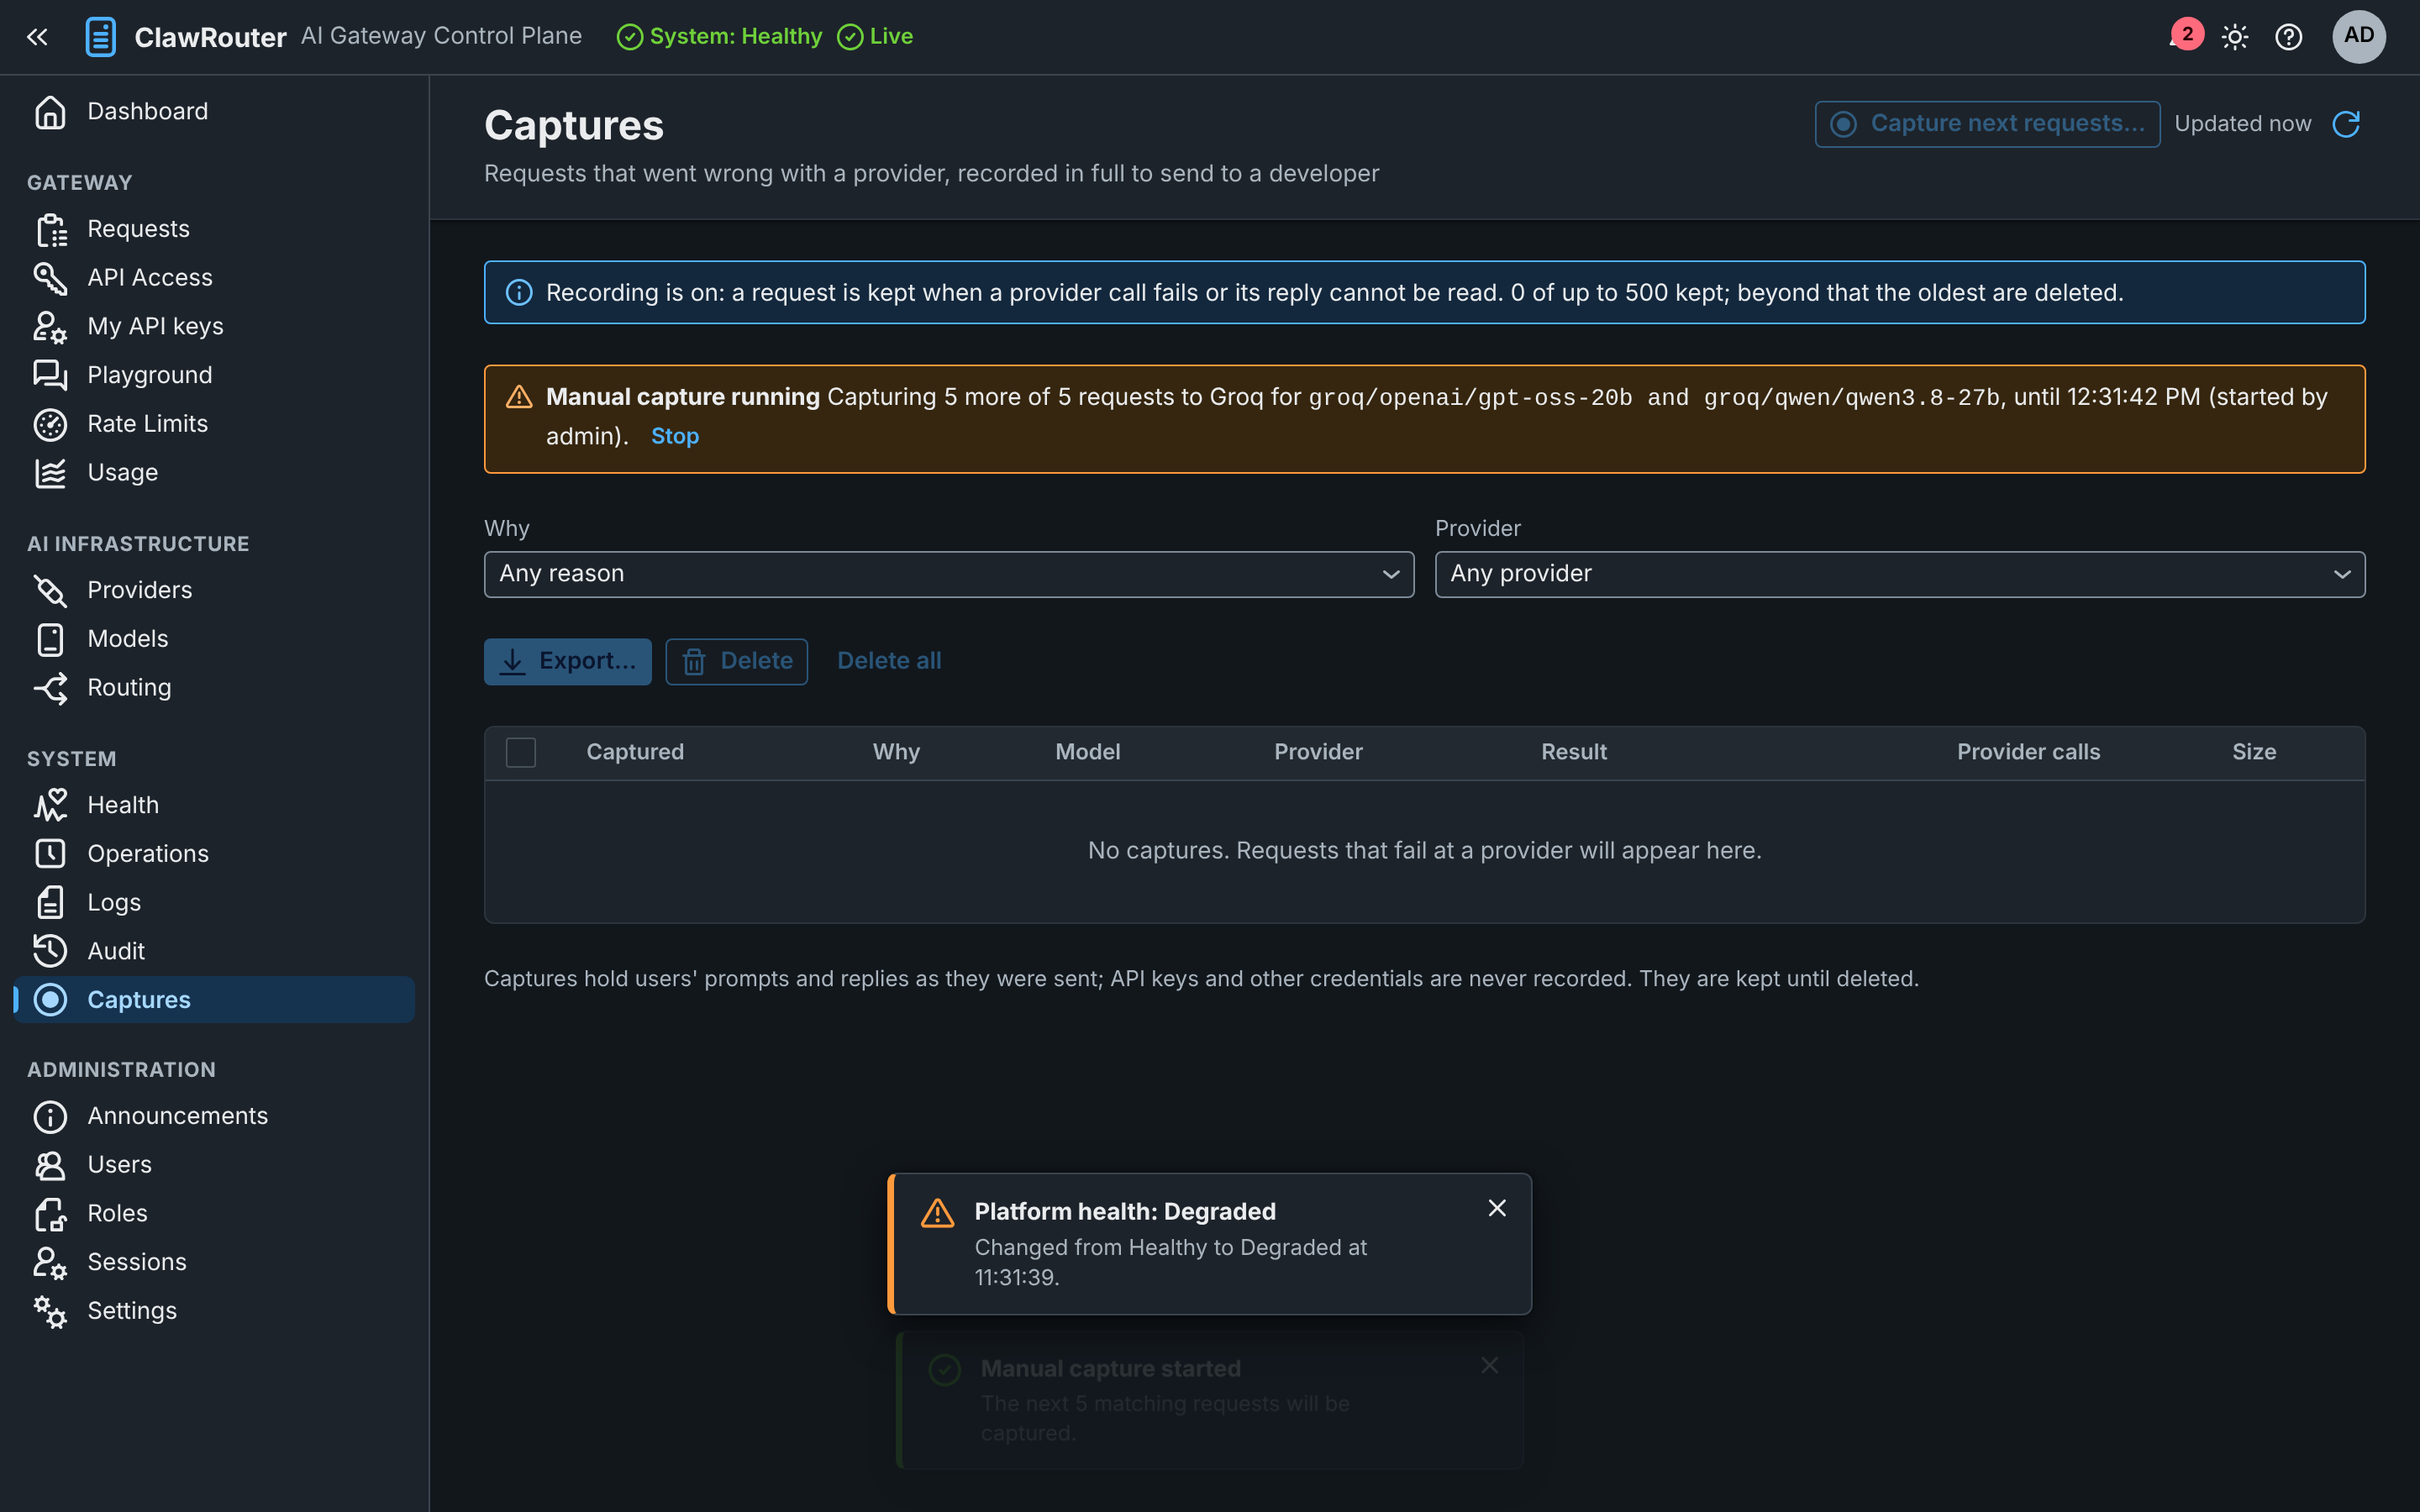 ClawRouter AI Gateway Control Plane System: Healthy Live 2 AD
Dashboard
GATEWAY
Requests
API Access
My API keys
Playground
Rate Limits
Usage
AI INFRASTRUCTURE
Providers
Models
Routing
SYSTEM
Health
Operations
Logs
Audit
Captures
ADMINISTRATION
Announcements
Users
Roles
Sessions
Settings
Captures
Capture next requests... Updated now
Requests that went wrong with a provider, recorded in full to send to a developer
Recording is on: a request is kept when a provider call fails or its reply cannot be read. 0 of up to 500 kept; beyond that the oldest are deleted.
Manual capture running Capturing 5 more of 5 requests to Groq for groq/openai/gpt-oss-20b and groq/qwen/qwen3.8-27b, until 12:31:42 PM (started by
admin). Stop
Why Provider
Any reason Any provider
Export... Delete Delete all
Captured Why Model Provider Result Provider calls Size
No captures. Requests that fail at a provider will appear here.
Captures hold users' prompts and replies as they were sent; API keys and other credentials are never recorded. They are kept until deleted.
Platform health: Degraded
Changed from Healthy to Degraded at
11:31:39.
Manual capture started
The next 5 matching requests will be
captured.